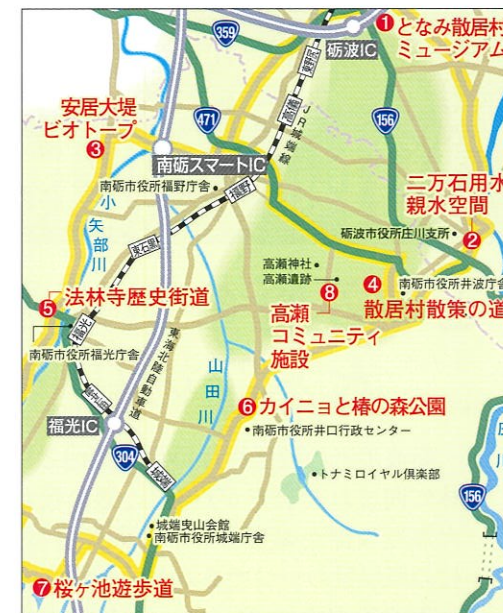 359
砺波IC
❶となみ散居村
ミュージアム
東野尻
高儀
JR城端線
471
156
安居大堤
ビオトープ
❸
南砺スマートIC
二万石用水
親水空間
❷
小矢部川
南砺市役所福野庁舎
福野
東石黒
砺波市役所庄川支所
高瀬神社
高瀬遺跡
❽
❹
南砺市役所井波庁舎
散居村散策の道
❺法林寺歴史街道
高瀬
コミュニティ
施設
福光
南砺市役所福光庁舎
東海北陸自動車道
山田川
越中山田
❻カイニョと椿の森公園
南砺市役所井口行政センター
福光IC
304
城端
トナミロイヤル倶楽部
156
城端曳山会館
南砺市役所城端庁舎
❼桜ヶ池遊歩道